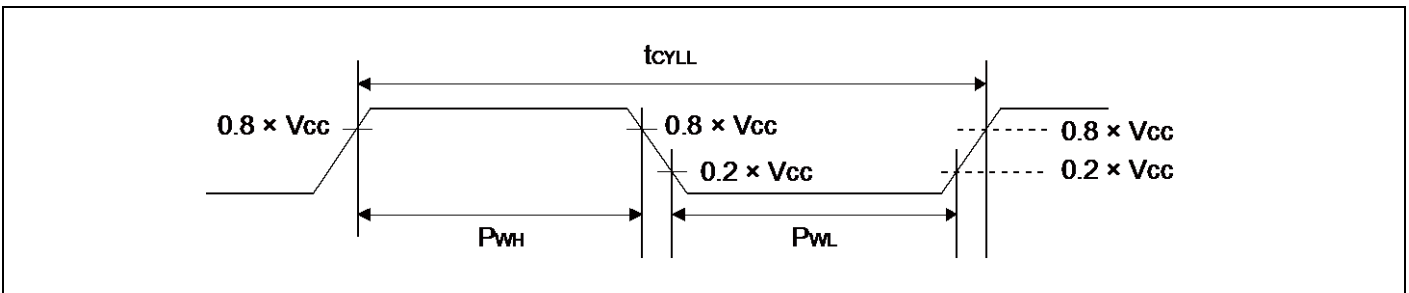 tCYLL
0.8 × Vcc
0.8 × Vcc
0.8 × Vcc
0.2 × Vcc
0.2 × Vcc
PWH
PWL